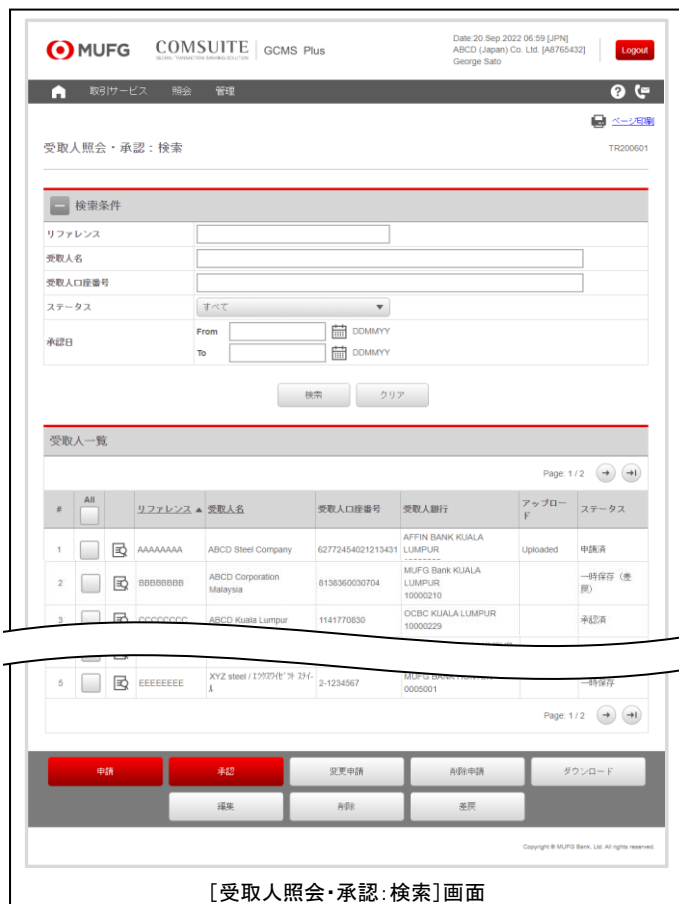 MUFG COMSUITE GCMS Plus
GLOBAL TRANSACTION BANKING SOLUTION
Date:20.Sep.2022 06:59 [JPN]
ABCD (Japan) Co. Ltd. [A8765432]
George Sato
Logout
取引サービス 照会 管理
ページ印刷
受取人照会・承認：検索
TR200601
検索条件
リファレンス
受取人名
受取人口座番号
ステータス すべて
承認日
From DDMMYY
To DDMMYY
検索 クリア
受取人一覧
Page: 1 / 2
# All リファレンス ▲ 受取人名 受取人口座番号 受取人銀行 アップロード ステータス
1 AAAAAAAA ABCD Steel Company 62772454021213431 AFFIN BANK KUALA LUMPUR Uploaded 申請済
2 BBBBBBBB ABCD Corporation Malaysia 8138360030704 MUFG Bank KUALA LUMPUR 10000210 一時保存（差戻）
3 CCCCCCCC ABCD Kuala Lumpur 1141770830 OCBC KUALA LUMPUR 10000229 承認済
5 EEEEEEEE XYZ steel / 2-1234567 0005001 一時保存
Page: 1 / 2
申請 承認 変更申請 削除申請 ダウンロード
編集 削除 差戻
Copyright © MUFG Bank, Ltd. All rights reserved.
[受取人照会・承認：検索]画面